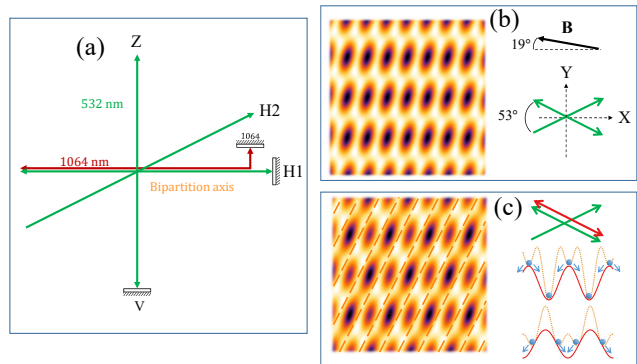 (a)
Z
532 nm
H2
1064
1064 nm
H1
Bipartition axis
V
(b)
B
19°
Y
53°
X
(c)